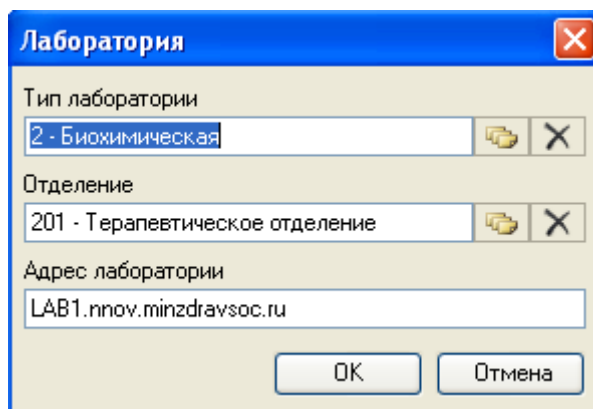 Лаборатория
Тип лаборатории
2 - Биохимическая
Отделение
201 - Терапевтическое отделение
Адрес лаборатории
LAB1.nnov.minzdravsoc.ru
OK Отмена